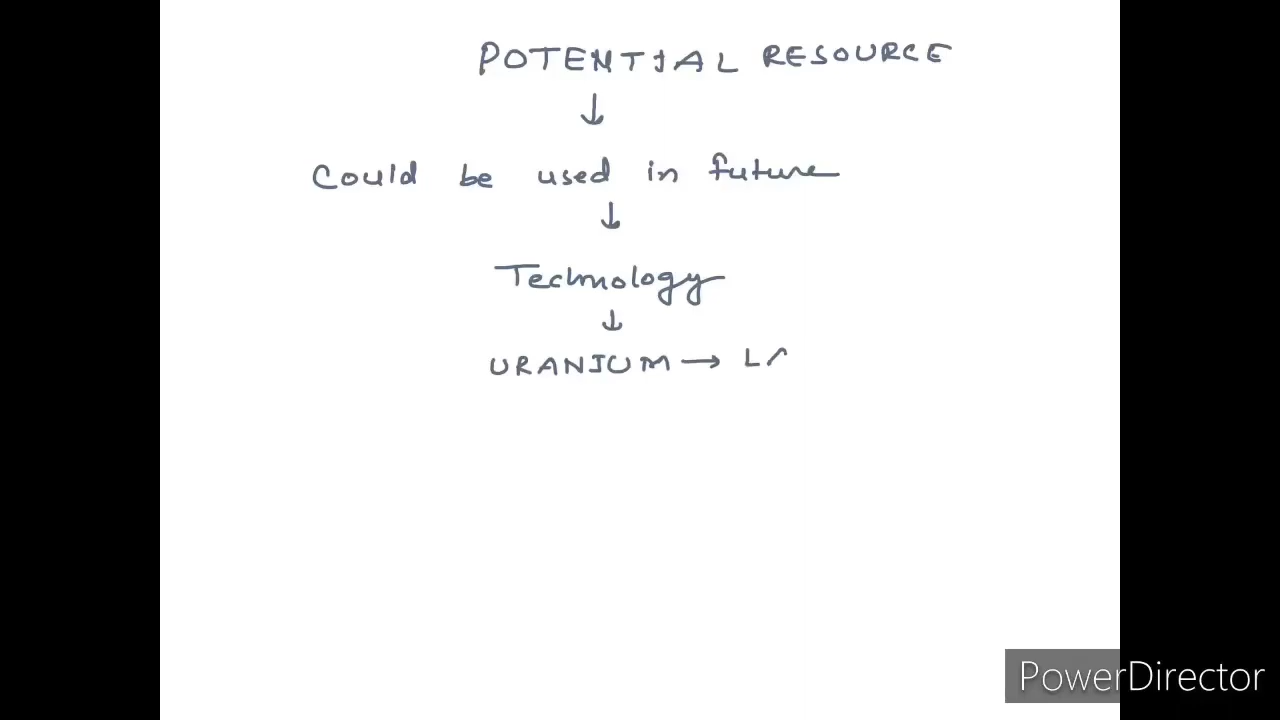 POTENTIAL RESOURCE
↓
Could be used in future
↓
Technology
↓
URANIUM → L
PowerDirector